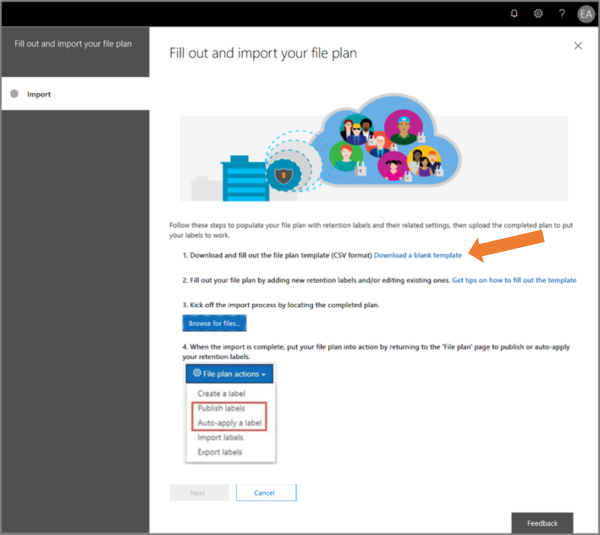 ?
EA
Fill out and import your file plan
Import
Fill out and import your file plan
Follow these steps to populate your file plan with retention labels and their related settings, then upload the completed plan to put
your labels to work.
1. Download and fill out the file plan template (CSV format) Download a blank template
2. Fill out your file plan by adding new retention labels and/or editing existing ones. Get tips on how to fill out the template
3. Kick off the import process by locating the completed plan.
Browse for files...
4. When the import is complete, put your file plan into action by returning to the 'File plan' page to publish or auto-apply
your retention labels.
File plan actions
Create a label
Publish labels
Auto-apply a label
Import labels
Export labels
Next
Cancel
Feedback